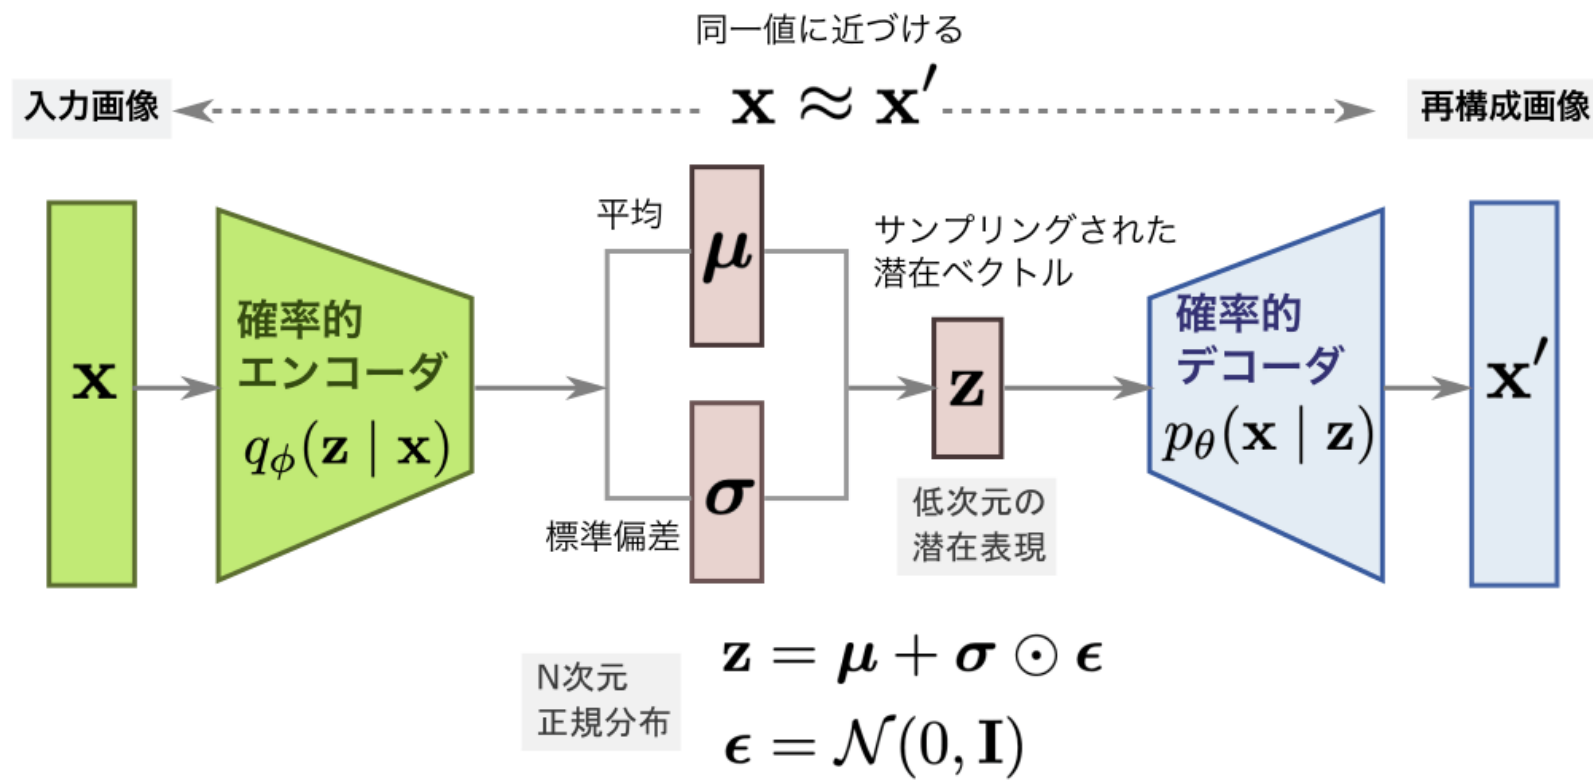 同一値に近づける
入力画像
x ≈ x′
再構成画像
平均
μ
サンプリングされた
潜在ベクトル
確率的
エンコーダ
確率的
デコーダ
x
z
x′
q_ϕ(z | x)
p_θ(x | z)
σ
標準偏差
低次元の
潜在表現
z = μ + σ ⊙ ϵ
N次元
正規分布
ϵ = 𝒩(0, I)